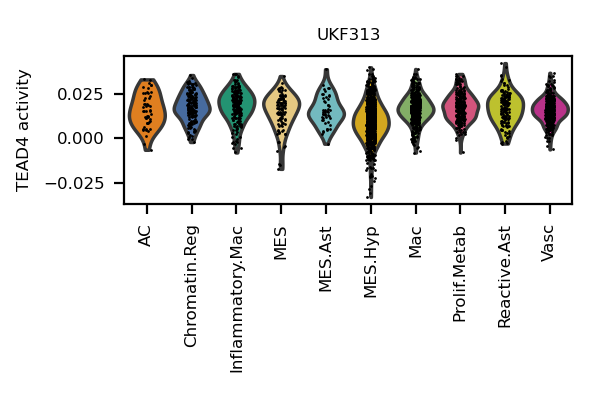 UKF313
TEAD4 activity
0.025
0.000
−0.025
AC
Chromatin.Reg
Inflammatory.Mac
MES
MES.Ast
MES.Hyp
Mac
Prolif.Metab
Reactive.Ast
Vasc